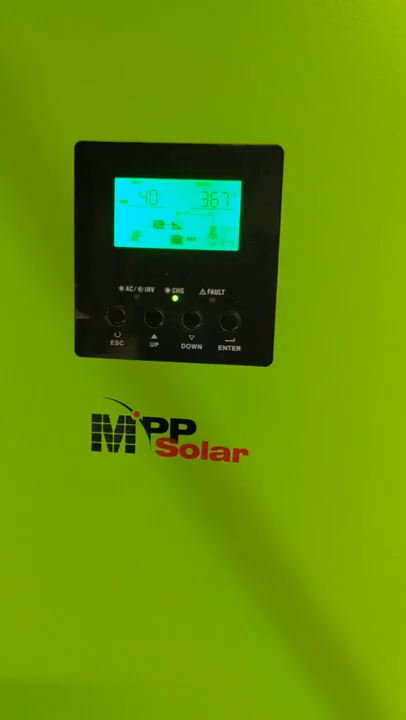 40
367
AC/ INV CHG FAULT
ESC UP DOWN ENTER
MPP
Solar